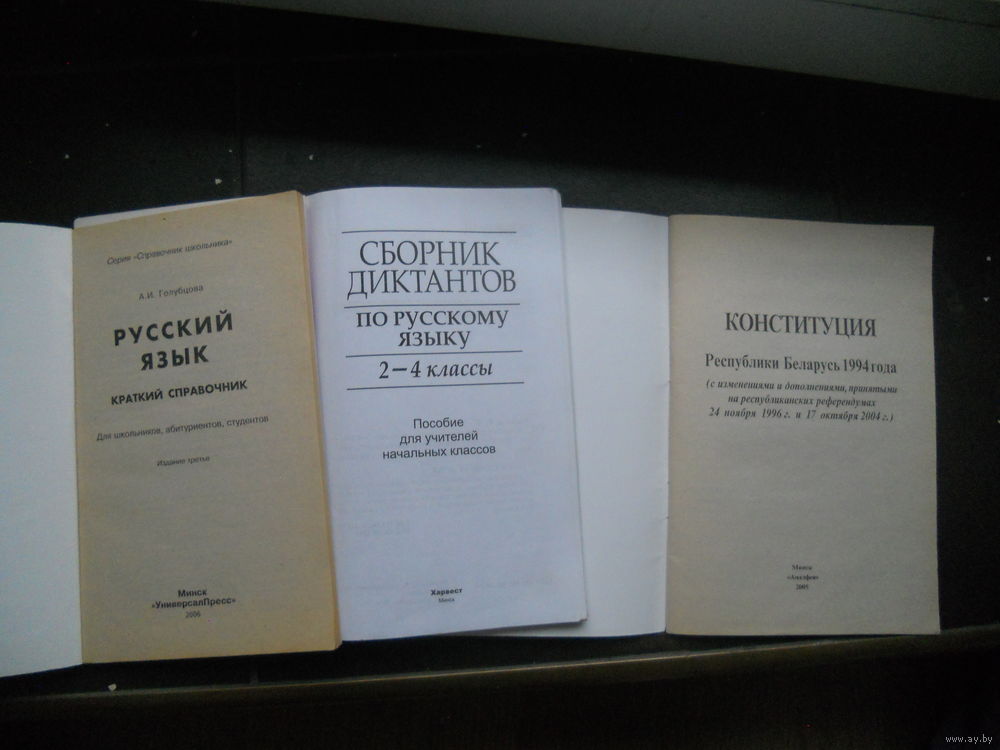 Серия «Справочник школьника»
А.И. Голубцова
РУССКИЙ
ЯЗЫК
КРАТКИЙ СПРАВОЧНИК
Для школьников, абитуриентов, студентов
Издание третье
Минск
«УниверсалПресс»
2006
СБОРНИК
ДИКТАНТОВ
ПО РУССКОМУ
ЯЗЫКУ
2–4 классы
Пособие
для учителей
начальных классов
Харвест
Минск
КОНСТИТУЦИЯ
Республики Беларусь 1994 года
(с изменениями и дополнениями, принятыми
на республиканских референдумах
24 ноября 1996 г. и 17 октября 2004 г.)
Минск
«Амалфея»
2005
www.ay.by